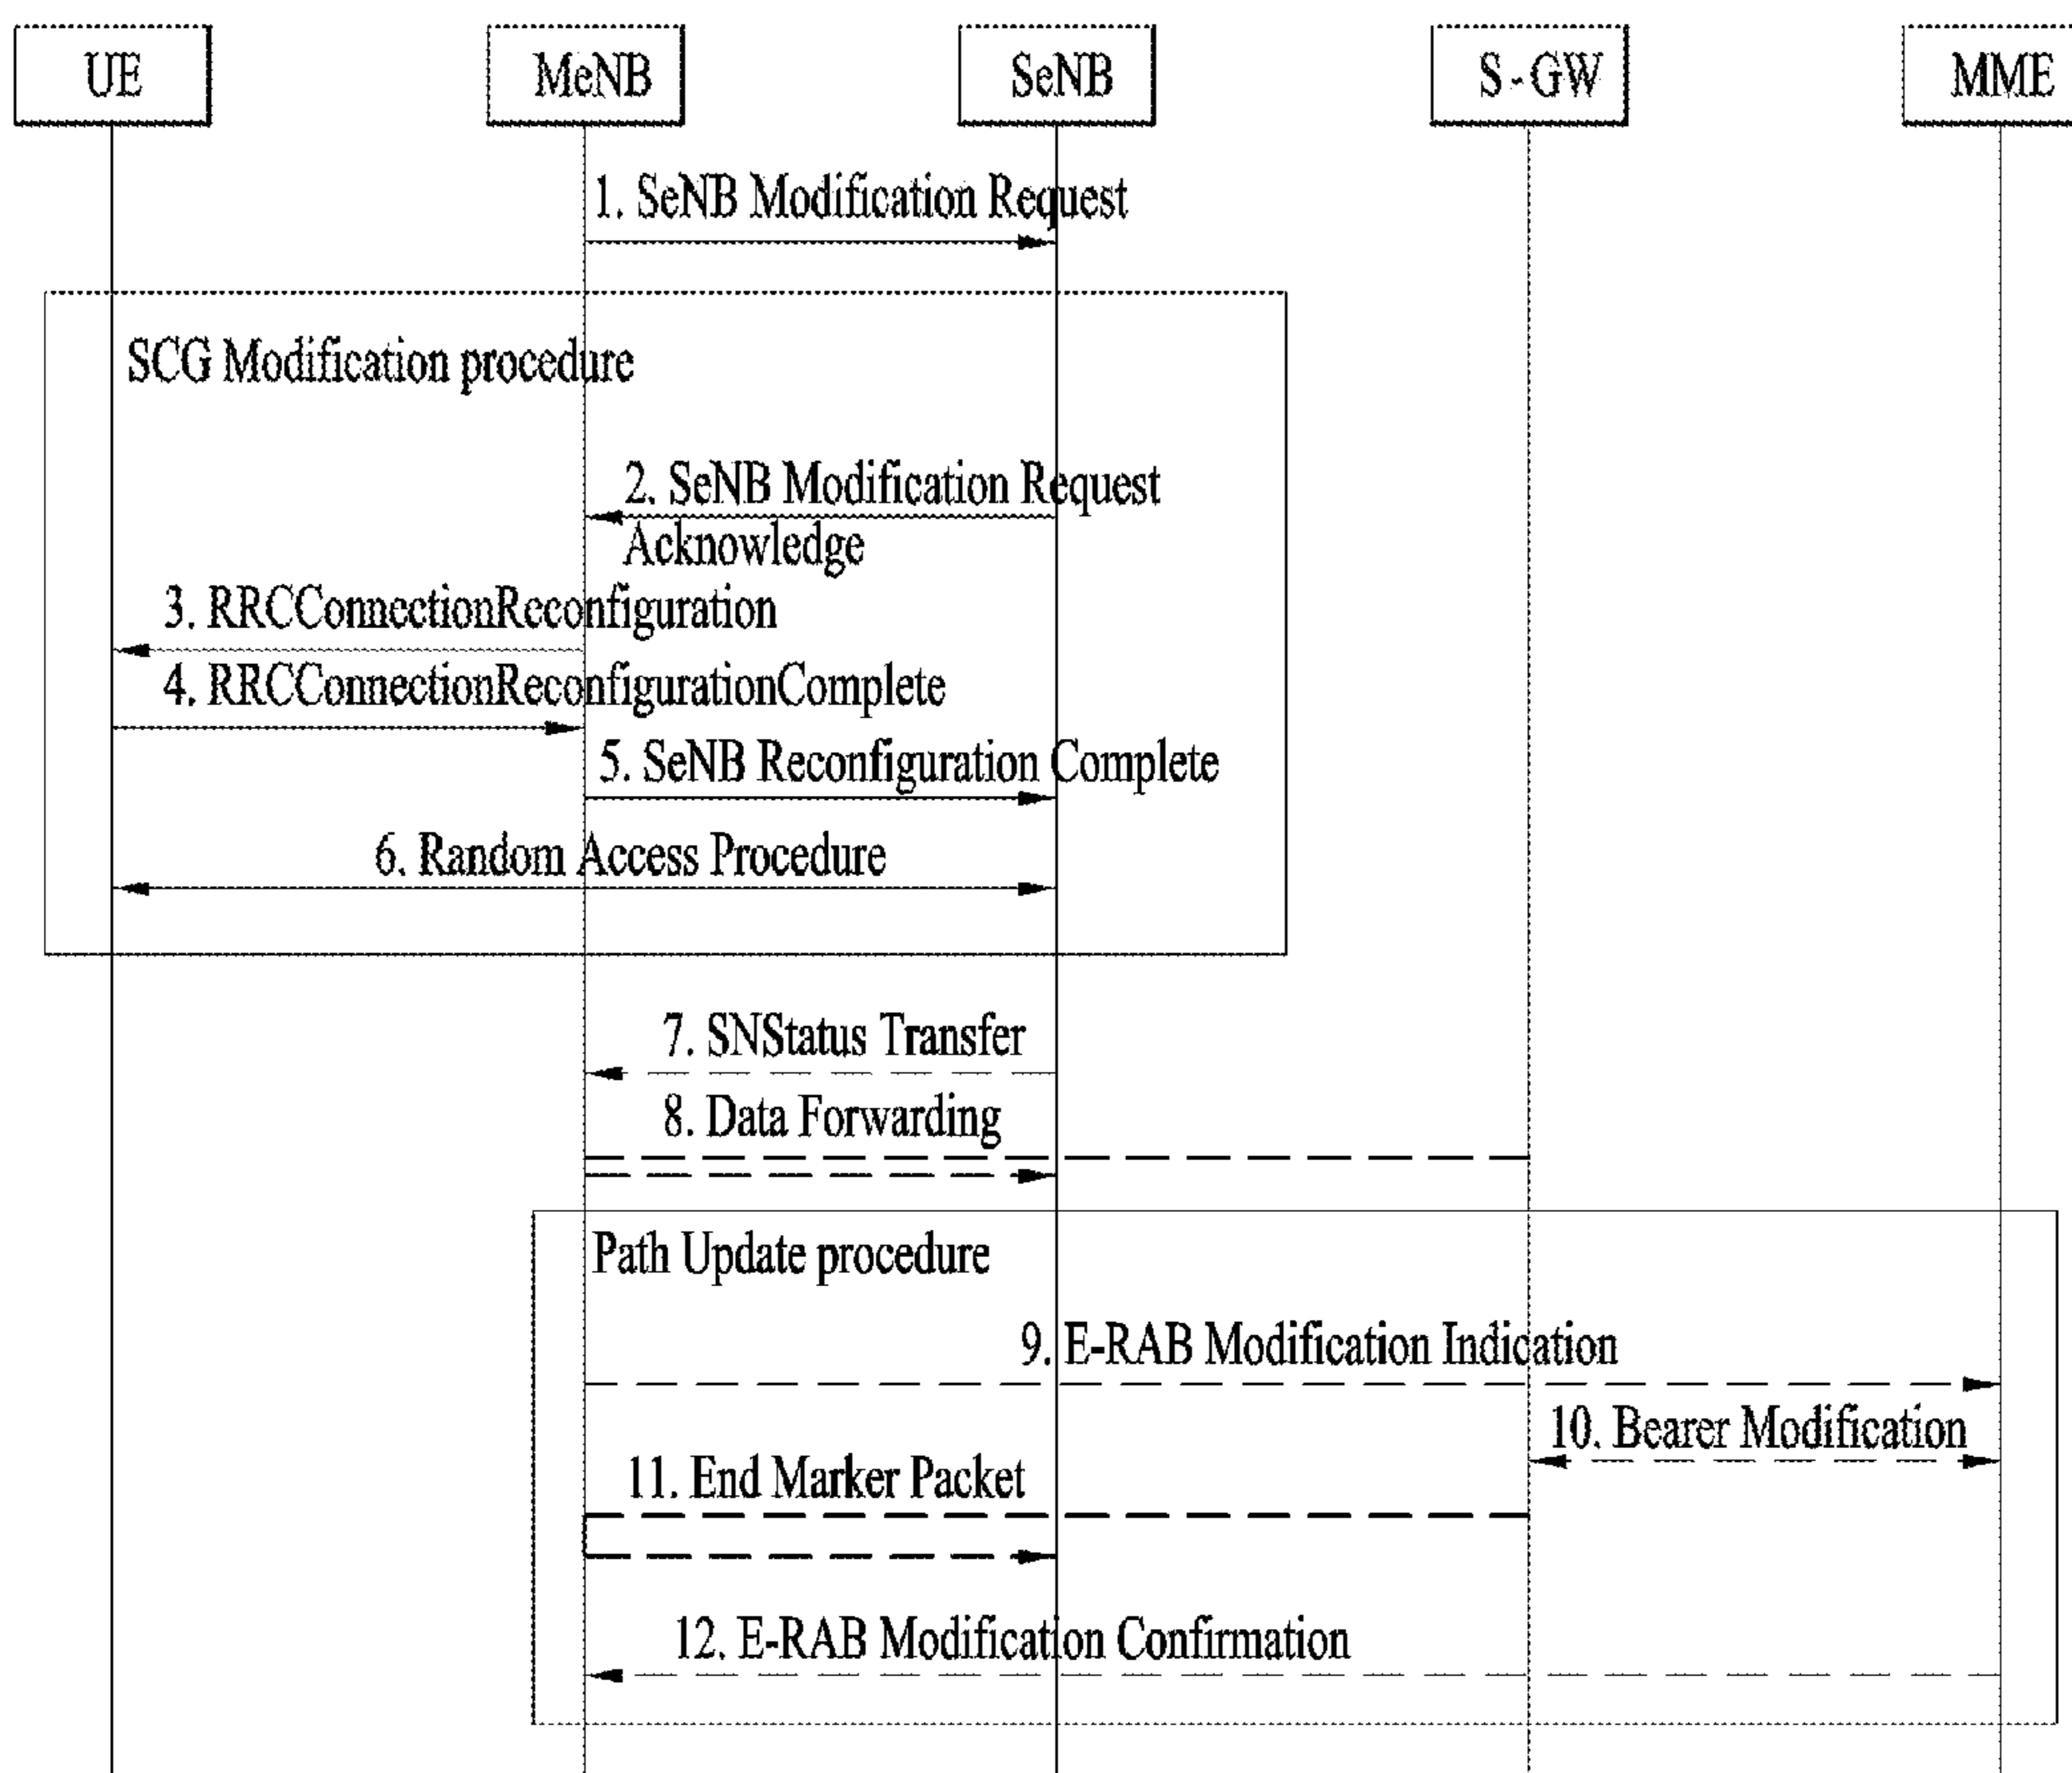 UE
MeNB
SeNB
S-GW
MME
1. SeNB Modification Request
SCG Modification procedure
2. SeNB Modification Request
Acknowledge
3. RRCConnectionReconfiguration
4. RRCConnectionReconfigurationComplete
5. SeNB Reconfiguration Complete
6. Random Access Procedure
7. SNStatus Transfer
8. Data Forwarding
Path Update procedure
9. E-RAB Modification Indication
10. Bearer Modification
11. End Marker Packet
12. E-RAB Modification Confirmation